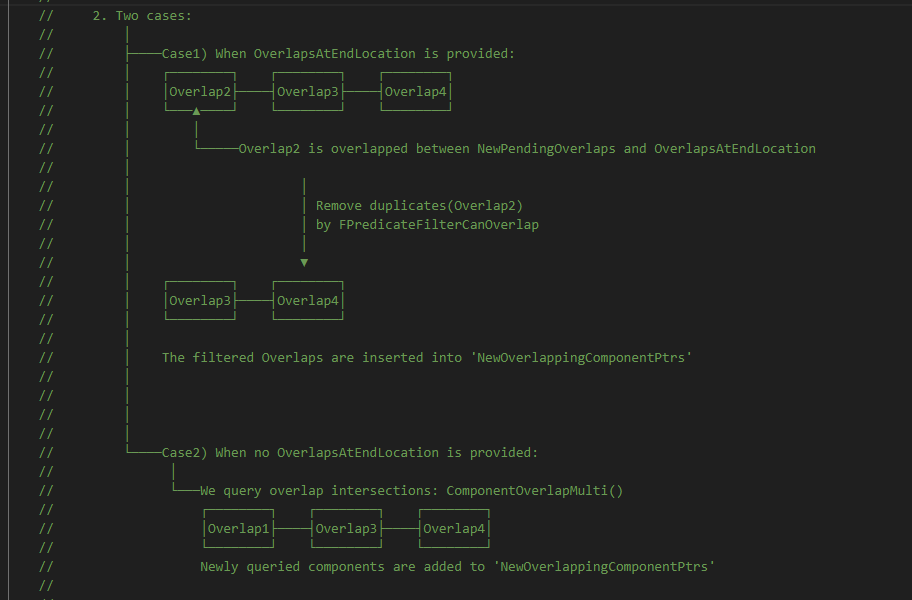 //
//     2. Two cases:
//         │
//         ├────Case1) When OverlapsAtEndLocation is provided:
//         │    ┌────────┐    ┌────────┐    ┌────────┐
//         │    │Overlap2├────┤Overlap3├────┤Overlap4│
//         │    └───▲────┘    └────────┘    └────────┘
//         │        │
//         │        └─────Overlap2 is overlapped between NewPendingOverlaps and OverlapsAtEndLocation
//         │
//         │                      │
//         │                      │ Remove duplicates(Overlap2)
//         │                      │ by FPredicateFilterCanOverlap
//         │                      │
//         │                      ▼
//         │    ┌────────┐    ┌────────┐
//         │    │Overlap3├────┤Overlap4│
//         │    └────────┘    └────────┘
//         │
//         │    The filtered Overlaps are inserted into 'NewOverlappingComponentPtrs'
//         │
//         │
//         │
//         │
//         └────Case2) When no OverlapsAtEndLocation is provided:
//               │
//               └───We query overlap intersections: ComponentOverlapMulti()
//                   ┌────────┐    ┌────────┐    ┌────────┐
//                   │Overlap1├────┤Overlap3├────┤Overlap4│
//                   └────────┘    └────────┘    └────────┘
//                   Newly queried components are added to 'NewOverlappingComponentPtrs'
//